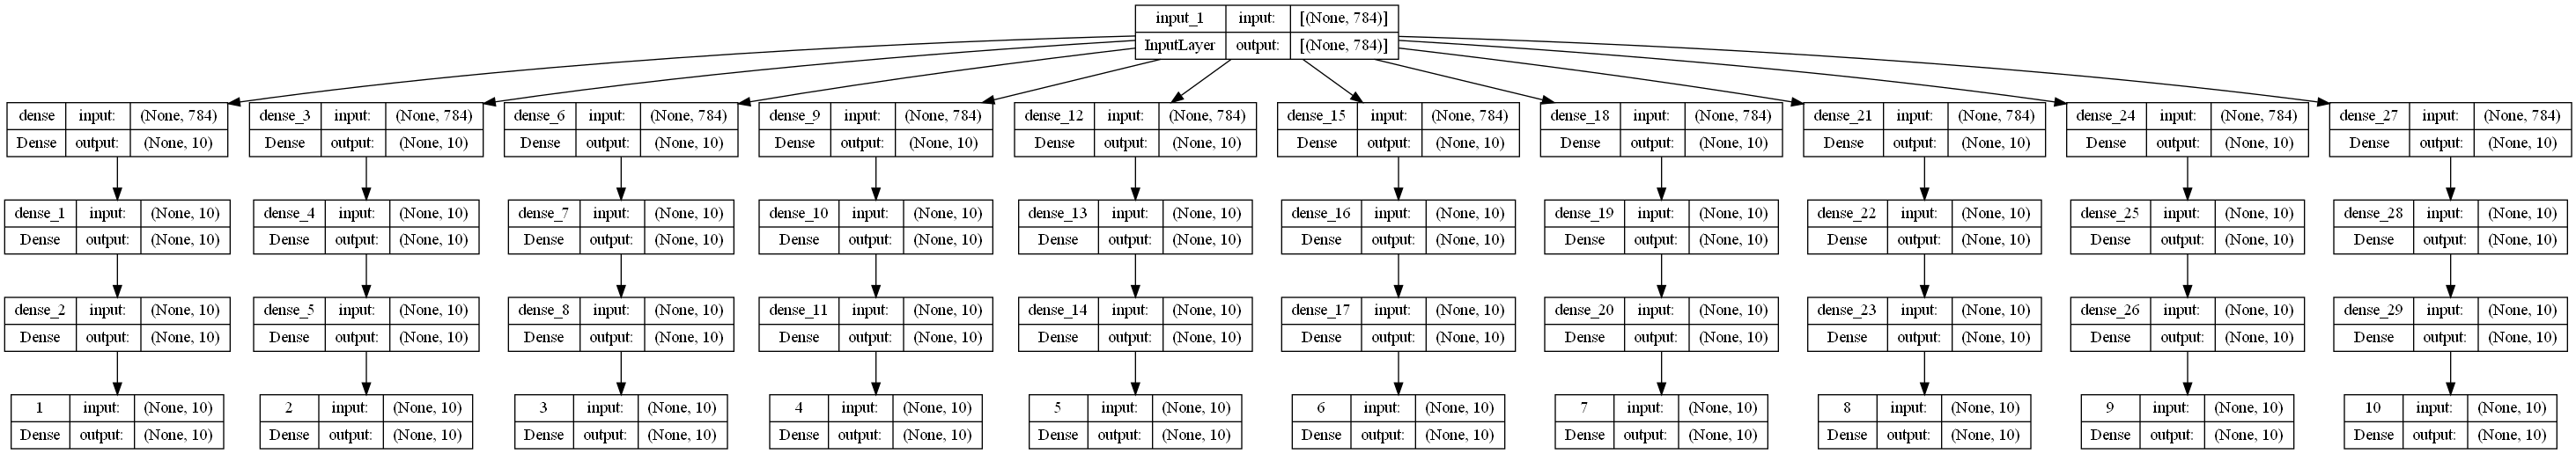 input_1 input: [(None, 784)]
InputLayer output: [(None, 784)]
dense input: (None, 784) dense_3 input: (None, 784) dense_6 input: (None, 784) dense_9 input: (None, 784) dense_12 input: (None, 784) dense_15 input: (None, 784) dense_18 input: (None, 784) dense_21 input: (None, 784) dense_24 input: (None, 784) dense_27 input: (None, 784)
Dense output: (None, 10) Dense output: (None, 10) Dense output: (None, 10) Dense output: (None, 10) Dense output: (None, 10) Dense output: (None, 10) Dense output: (None, 10) Dense output: (None, 10) Dense output: (None, 10) Dense output: (None, 10)
dense_1 input: (None, 10) dense_4 input: (None, 10) dense_7 input: (None, 10) dense_10 input: (None, 10) dense_13 input: (None, 10) dense_16 input: (None, 10) dense_19 input: (None, 10) dense_22 input: (None, 10) dense_25 input: (None, 10) dense_28 input: (None, 10)
Dense output: (None, 10) Dense output: (None, 10) Dense output: (None, 10) Dense output: (None, 10) Dense output: (None, 10) Dense output: (None, 10) Dense output: (None, 10) Dense output: (None, 10) Dense output: (None, 10) Dense output: (None, 10)
dense_2 input: (None, 10) dense_5 input: (None, 10) dense_8 input: (None, 10) dense_11 input: (None, 10) dense_14 input: (None, 10) dense_17 input: (None, 10) dense_20 input: (None, 10) dense_23 input: (None, 10) dense_26 input: (None, 10) dense_29 input: (None, 10)
Dense output: (None, 10) Dense output: (None, 10) Dense output: (None, 10) Dense output: (None, 10) Dense output: (None, 10) Dense output: (None, 10) Dense output: (None, 10) Dense output: (None, 10) Dense output: (None, 10) Dense output: (None, 10)
1 input: (None, 10) 2 input: (None, 10) 3 input: (None, 10) 4 input: (None, 10) 5 input: (None, 10) 6 input: (None, 10) 7 input: (None, 10) 8 input: (None, 10) 9 input: (None, 10) 10 input: (None, 10)
Dense output: (None, 10) Dense output: (None, 10) Dense output: (None, 10) Dense output: (None, 10) Dense output: (None, 10) Dense output: (None, 10) Dense output: (None, 10) Dense output: (None, 10) Dense output: (None, 10) Dense output: (None, 10)